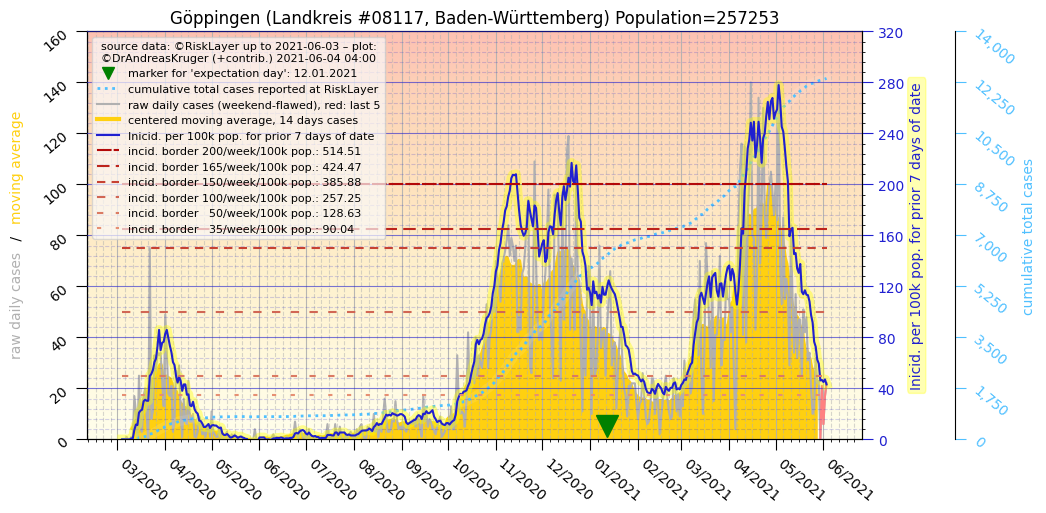 Göppingen (Landkreis #08117, Baden-Württemberg) Population=257253
source data: ©RiskLayer up to 2021-06-03 – plot:
©DrAndreasKruger (+contrib.) 2021-06-04 04:00
marker for 'expectation day': 12.01.2021
cumulative total cases reported at RiskLayer
raw daily cases (weekend-flawed), red: last 5
centered moving average, 14 days cases
Inicid. per 100k pop. for prior 7 days of date
incid. border 200/week/100k pop.: 514.51
incid. border 165/week/100k pop.: 424.47
incid. border 150/week/100k pop.: 385.88
incid. border 100/week/100k pop.: 257.25
incid. border 50/week/100k pop.: 128.63
incid. border 35/week/100k pop.: 90.04
raw daily cases / moving average
160
140
120
100
80
60
40
20
0
320
280
240
200
160
120
80
40
0
Inicid. per 100k pop. for prior 7 days of date
14,000
12,250
10,500
8,750
7,000
5,250
3,500
1,750
0
cumulative total cases
03/2020
04/2020
05/2020
06/2020
07/2020
08/2020
09/2020
10/2020
11/2020
12/2020
01/2021
02/2021
03/2021
04/2021
05/2021
06/2021